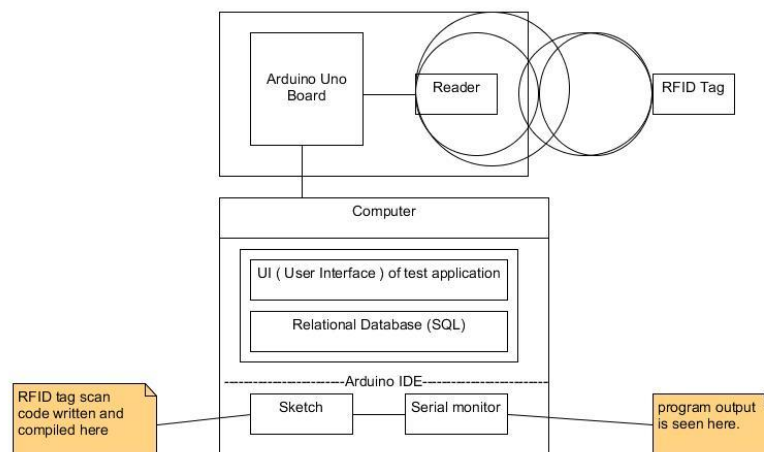 Arduino Uno
Board
Reader
RFID Tag
Computer
UI ( User Interface ) of test application
Relational Database (SQL)
Arduino IDE
RFID tag scan
code written and
compiled here
Sketch
Serial monitor
program output
is seen here.